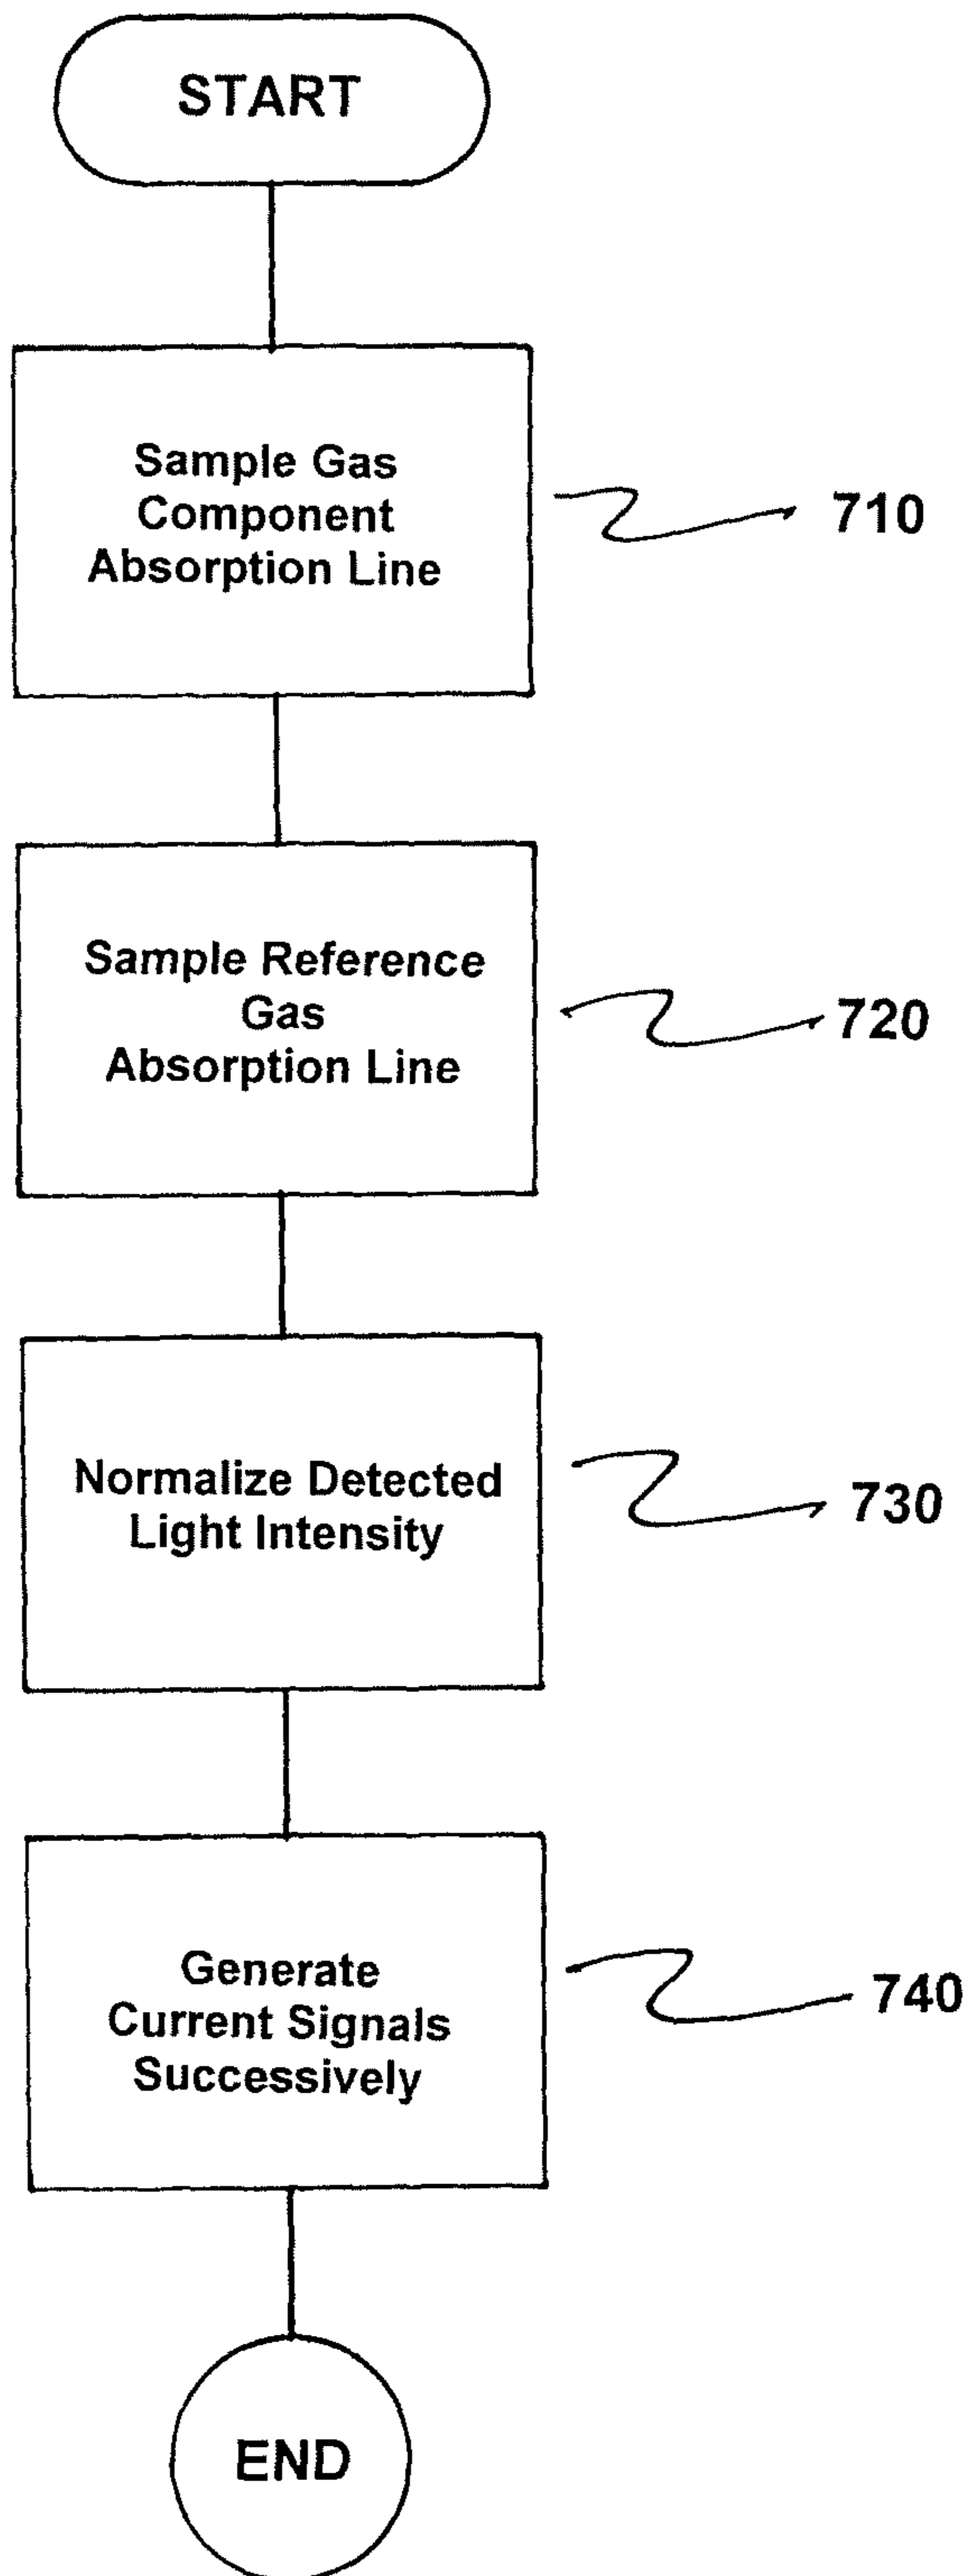 START
Sample Gas
Component
Absorption Line
710
Sample Reference
Gas
Absorption Line
720
Normalize Detected
Light Intensity
730
Generate
Current Signals
Successively
740
END